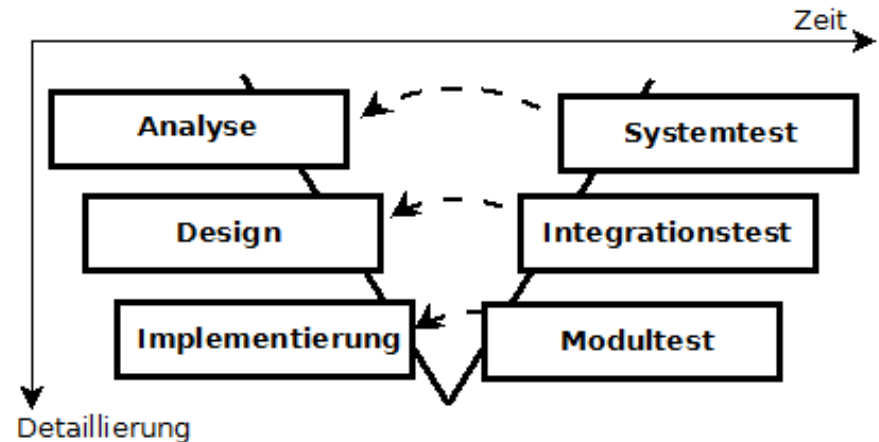 Zeit
Analyse
Systemtest
Design
Integrationstest
Implementierung
Modultest
Detaillierung